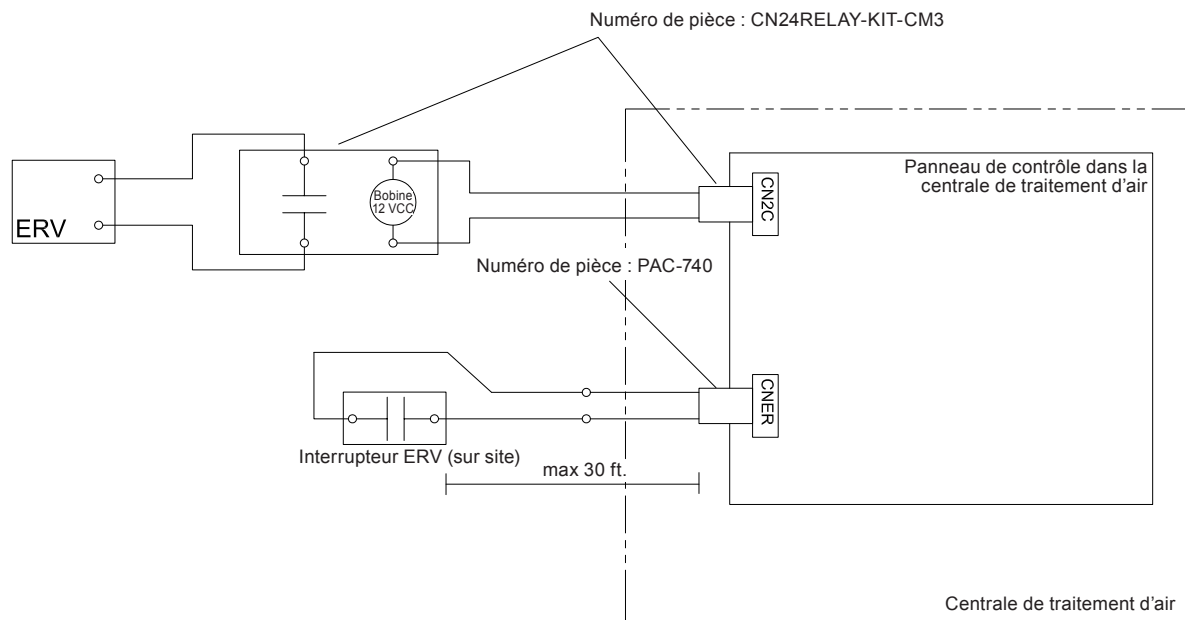 Numéro de pièce : CN24RELAY-KIT-CM3
Panneau de contrôle dans la
centrale de traitement d'air
CN2C
Bobine
12 VCC
ERV
Numéro de pièce : PAC-740
CNER
Interrupteur ERV (sur site)
max 30 ft.
Centrale de traitement d'air